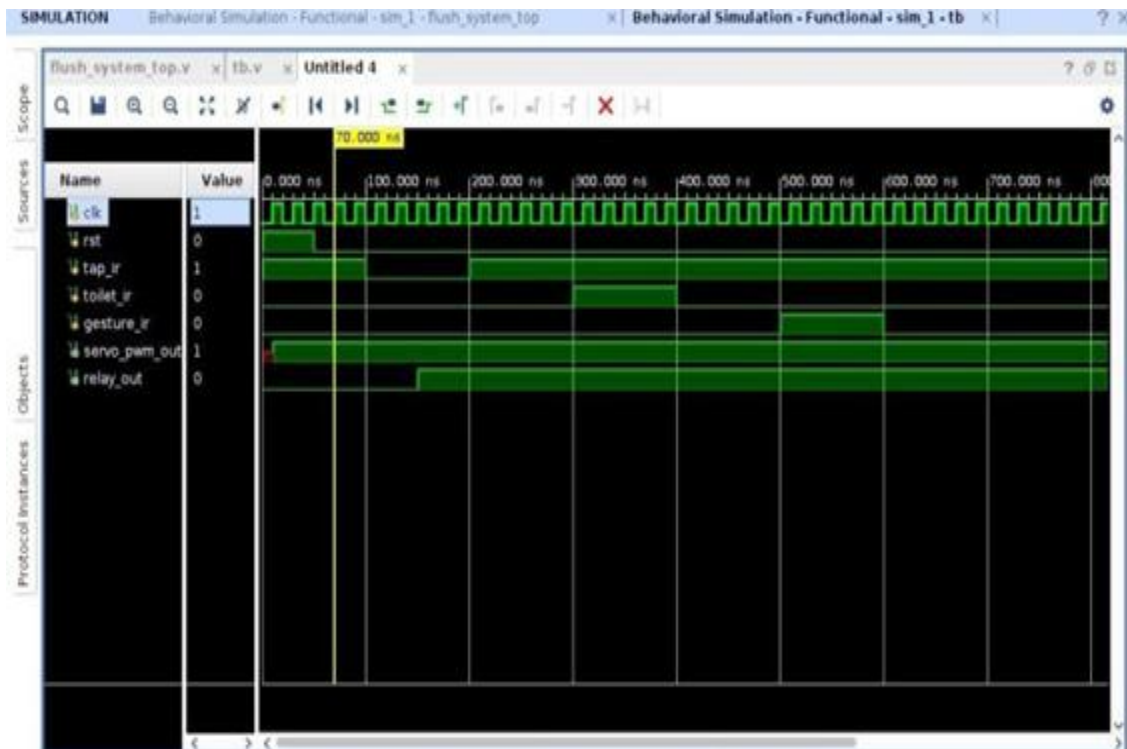 SIMULATION Behavioral Simulation - Functional - sim_1 - flush_system_top × Behavioral Simulation - Functional - sim_1 - tb × ?
flush_system_top.v × tb.v × Untitled 4 × ?
70.000 ns
Name Value 0.000 ns 100.000 ns 200.000 ns 300.000 ns 400.000 ns 500.000 ns 600.000 ns 700.000 ns 800
clk 1
rst 0
tap_ir 1
toilet_ir 0
gesture_ir 0
servo_pwm_out 1
relay_out 0
Scope
Sources
Objects
Protocol Instances